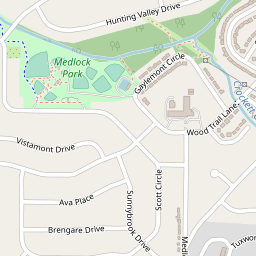 Hunting Valley Drive
Medlock
Park
Gaylemont Circle
Wood Trail Lane
Vistamont Drive
Scott Circle
Ava Place
Sunnybrook Drive
Brengare Drive